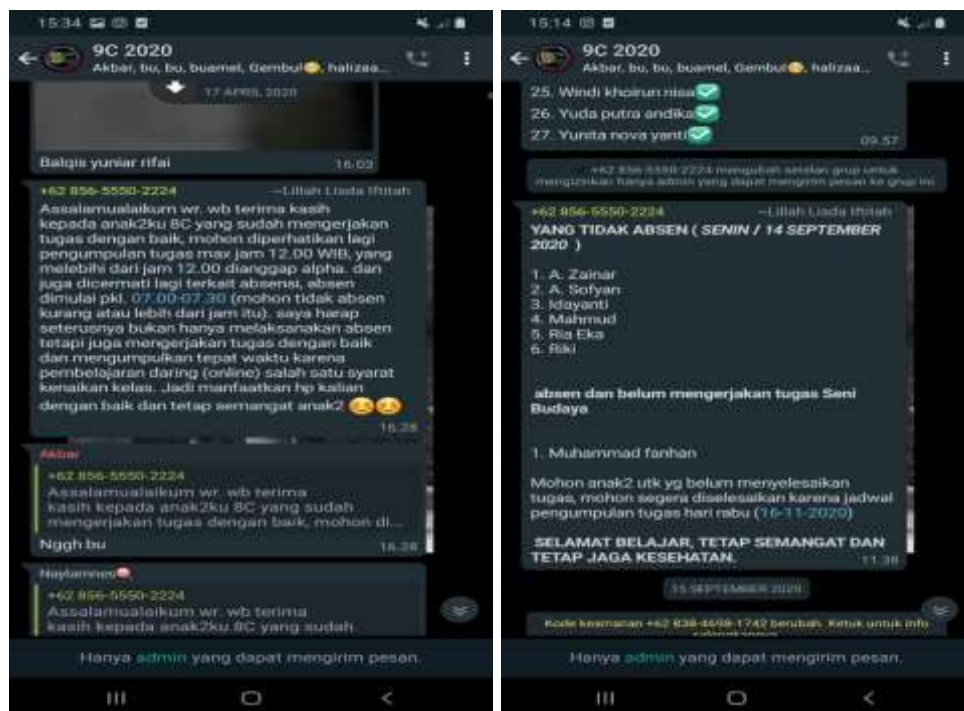 15:34
9C 2020
Akbar, bu, bu, buamel, Gembul😊, halizaa...
17 APRIL 2020
Balqis yuniar rifai
16.03
+62 856-5550-2224 ~Lillah Liada Iftitah
Assalamualaikum wr. wb terima kasih
kepada anak2ku 8C yang sudah mengerjakan
tugas dengan baik, mohon diperhatikan lagi
pengumpulan tugas max jam 12.00 WIB, yang
melebihi dari jam 12.00 dianggap alpha. dan
juga dicermati lagi terkait absensi, absen
dimulai pkl. 07.00-07.30 (mohon tidak absen
kurang atau lebih dari jam itu). saya harap
seterusnya bukan hanya melaksanakan absen
tetapi juga mengerjakan tugas dengan baik
dan mengumpulkan tepat waktu karena
pembelajaran daring (online) salah satu syarat
kenaikan kelas. Jadi manfaatkan hp kalian
dengan baik dan tetap semangat anak2 😊😊
16.28
Akbar
+62 856-5550-2224
Assalamualaikum wr. wb terima
kasih kepada anak2ku 8C yang sudah
mengerjakan tugas dengan baik, mohon di...
Nggh bu
16.28
Naylamnes
+62 856-5550-2224
Assalamualaikum wr. wb terima
kasih kepada anak2ku 8C yang sudah
Hanya admin yang dapat mengirim pesan.
15:14
9C 2020
Akbar, bu, bu, buamel, Gembul😊, halizaa...
25. Windi khoirun nisa✅
26. Yuda putra andika✅
27. Yunita nova yanti✅
09.57
+62 856-5550-2224 mengubah setelan grup untuk
mengizinkan hanya admin yang dapat mengirim pesan ke grup ini.
+62 856-5550-2224 ~Lillah Liada Iftitah
YANG TIDAK ABSEN ( SENIN / 14 SEPTEMBER
2020 )
1. A. Zainar
2. A. Sofyan
3. Idayanti
4. Mahmud
5. Ria Eka
6. Riki
absen dan belum mengerjakan tugas Seni
Budaya
1. Muhammad farihan
Mohon anak2 utk yg belum menyelesaikan
tugas, mohon segera diselesaikan karena jadwal
pengumpulan tugas hari rabu (16-11-2020)
SELAMAT BELAJAR, TETAP SEMANGAT DAN
TETAP JAGA KESEHATAN.
11.38
15 SEPTEMBER 2020
Kode keamanan +62 838-4698-1742 berubah. Ketuk untuk info
Hanya admin yang dapat mengirim pesan.